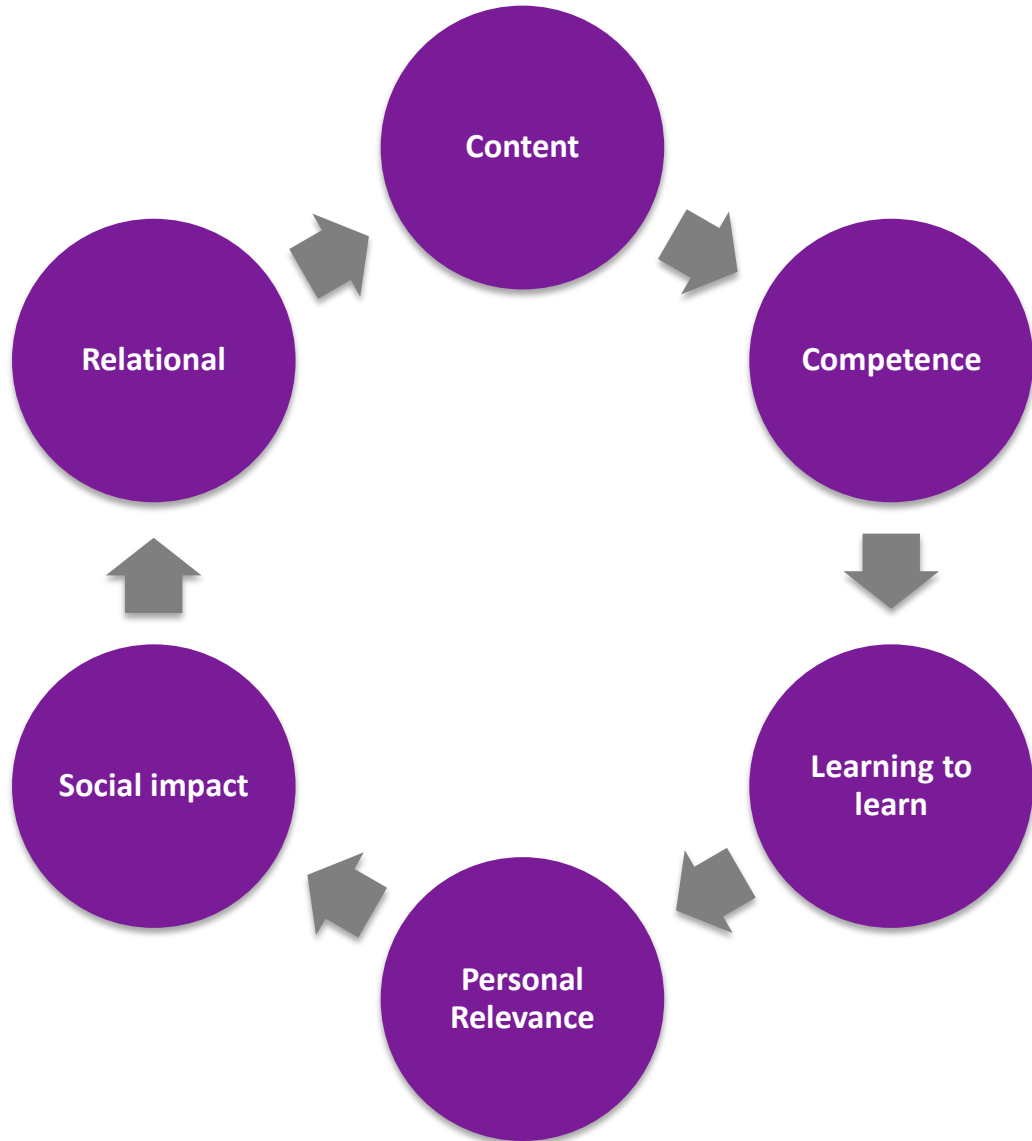 Content
Competence
Learning to
learn
Personal
Relevance
Social impact
Relational